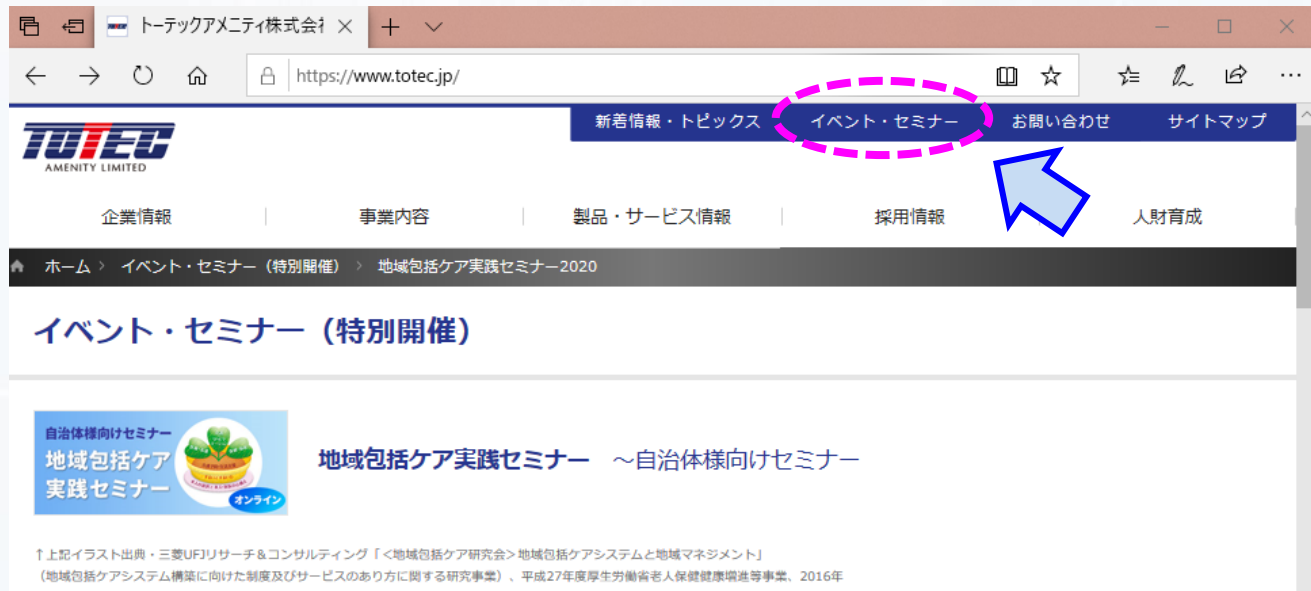 トーテックアメニティ株式会社
https://www.totec.jp/
新着情報・トピックス イベント・セミナー お問い合わせ サイトマップ
TOTEC
AMENITY LIMITED
企業情報 事業内容 製品・サービス情報 採用情報 人財育成
ホーム > イベント・セミナー(特別開催) > 地域包括ケア実践セミナー2020
イベント・セミナー(特別開催)
自治体様向けセミナー
地域包括ケア
実践セミナー
オンライン
地域包括ケア実践セミナー ~自治体様向けセミナー
↑上記イラスト出典・三菱UFJリサーチ&コンサルティング「<地域包括ケア研究会>地域包括ケアシステムと地域マネジメント」
(地域包括ケアシステム構築に向けた制度及びサービスのあり方に関する研究事業)、平成27年度厚生労働省老人保健健康増進等事業、2016年